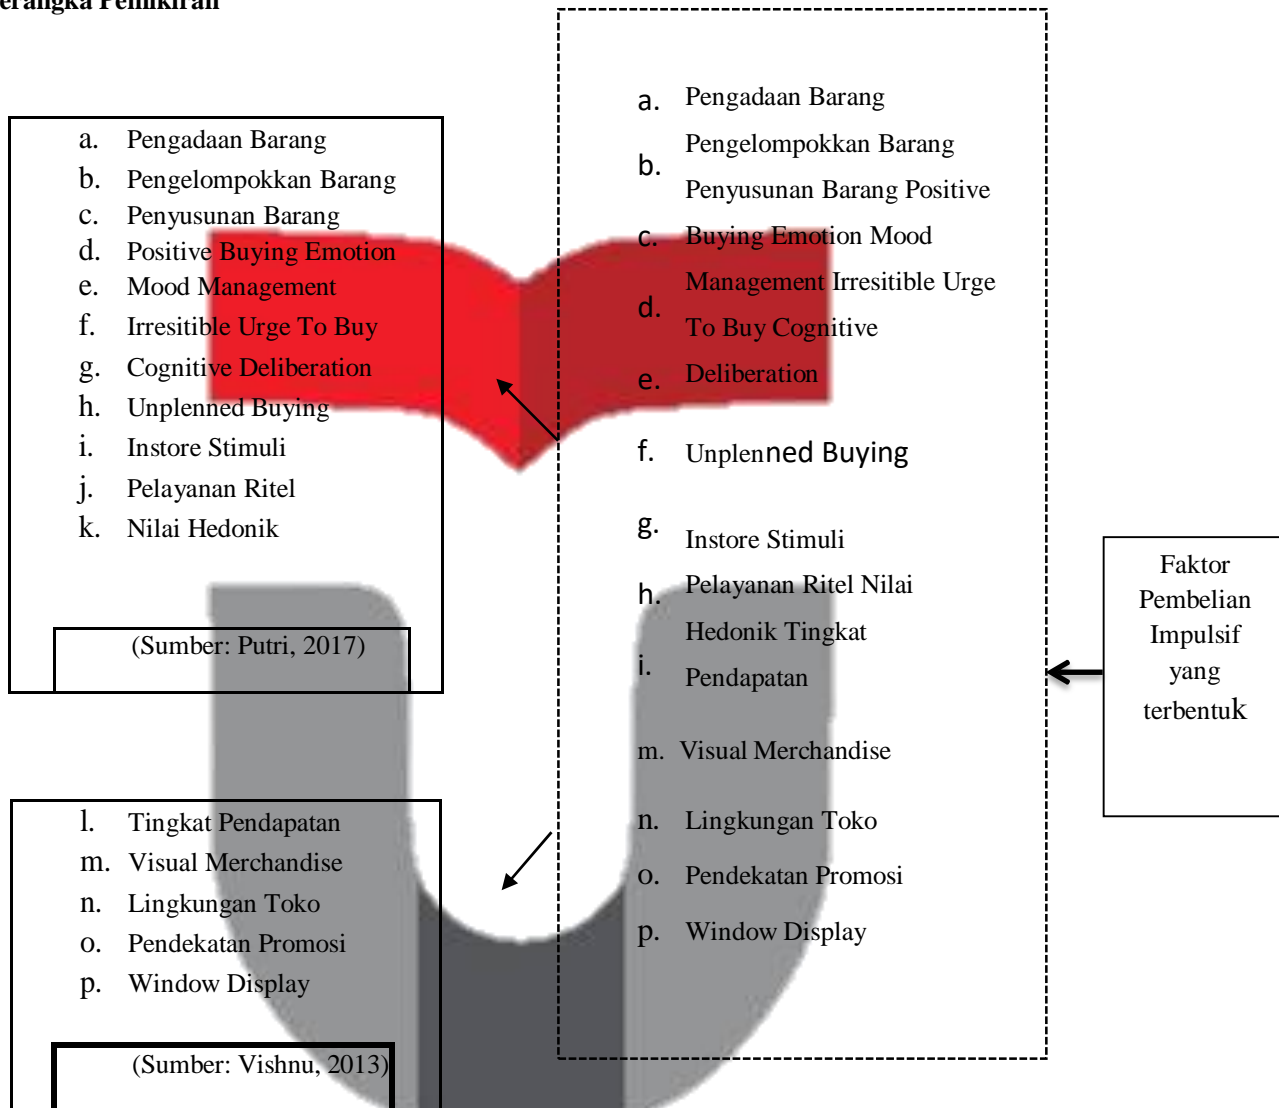 erangka Pemikiran
a. Pengadaan Barang
b. Pengelompokkan Barang
c. Penyusunan Barang
d. Positive Buying Emotion
e. Mood Management
f. Irresitible Urge To Buy
g. Cognitive Deliberation
h. Unplenned Buying
i. Instore Stimuli
j. Pelayanan Ritel
k. Nilai Hedonik
(Sumber: Putri, 2017)
l. Tingkat Pendapatan
m. Visual Merchandise
n. Lingkungan Toko
o. Pendekatan Promosi
p. Window Display
(Sumber: Vishnu, 2013)
a. Pengadaan Barang
Pengelompokkan Barang
b.
Penyusunan Barang Positive
c. Buying Emotion Mood
Management Irresitible Urge
d.
To Buy Cognitive
e. Deliberation
f. Unplenned Buying
g.
Instore Stimuli
h. Pelayanan Ritel Nilai
Hedonik Tingkat
i.
Pendapatan
m. Visual Merchandise
n. Lingkungan Toko
o. Pendekatan Promosi
p. Window Display
Faktor
Pembelian
Impulsif
yang
terbentuk